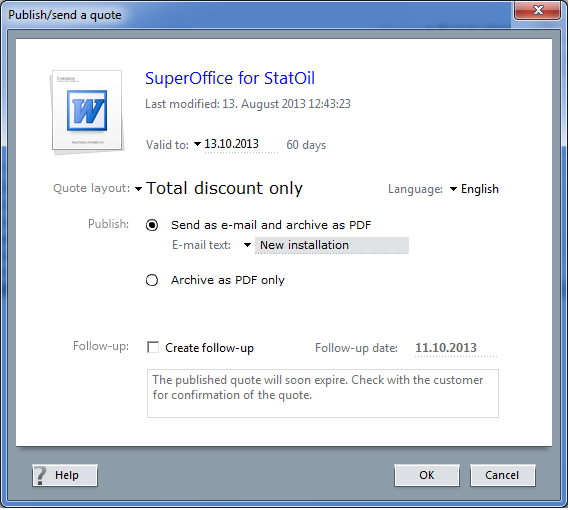 Publish/send a quote
Company
W
SuperOffice for StatOil
Last modified: 13. August 2013 12:43:23
Valid to: 13.10.2013 60 days
Quote layout: Total discount only Language: English
Publish: Send as e-mail and archive as PDF
E-mail text: New installation
Archive as PDF only
Follow-up: Create follow-up Follow-up date: 11.10.2013
The published quote will soon expire. Check with the customer
for confirmation of the quote.
? Help OK Cancel